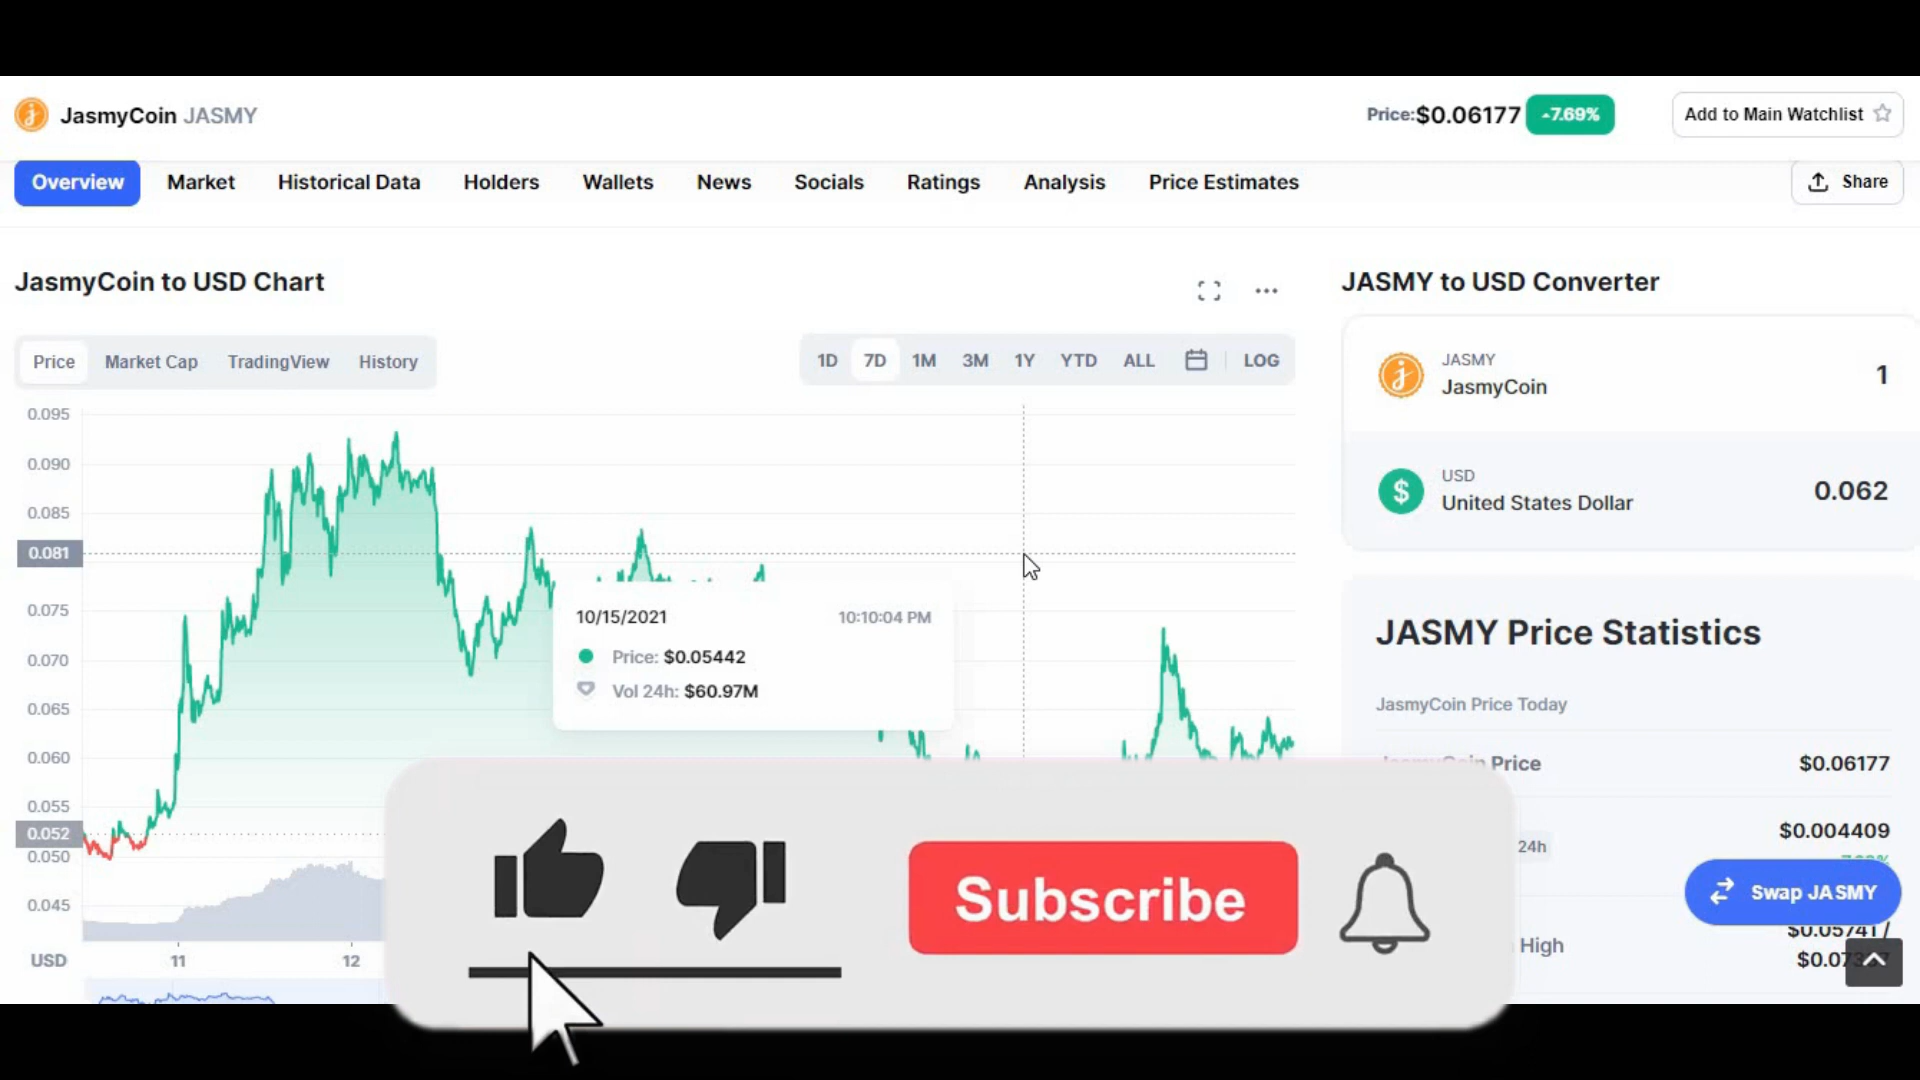 JasmyCoin JASMY
Price:$0.06177 7.69%
Add to Main Watchlist
Overview Market Historical Data Holders Wallets News Socials Ratings Analysis Price Estimates
Share
JasmyCoin to USD Chart
JASMY to USD Converter
Price Market Cap TradingView History
1D 7D 1M 3M 1Y YTD ALL LOG
JASMY
JasmyCoin
1
USD
United States Dollar
0.062
$
0.095
0.090
0.085
0.081
0.075
0.070
0.065
0.060
0.055
0.052
0.050
0.045
USD
11 12
10/15/2021 10:10:04 PM
Price: $0.05442
Vol 24h: $60.97M
JASMY Price Statistics
JasmyCoin Price Today
Price $0.06177
$0.004409
24h
Swap JASMY
$0.05741 /
High
Subscribe